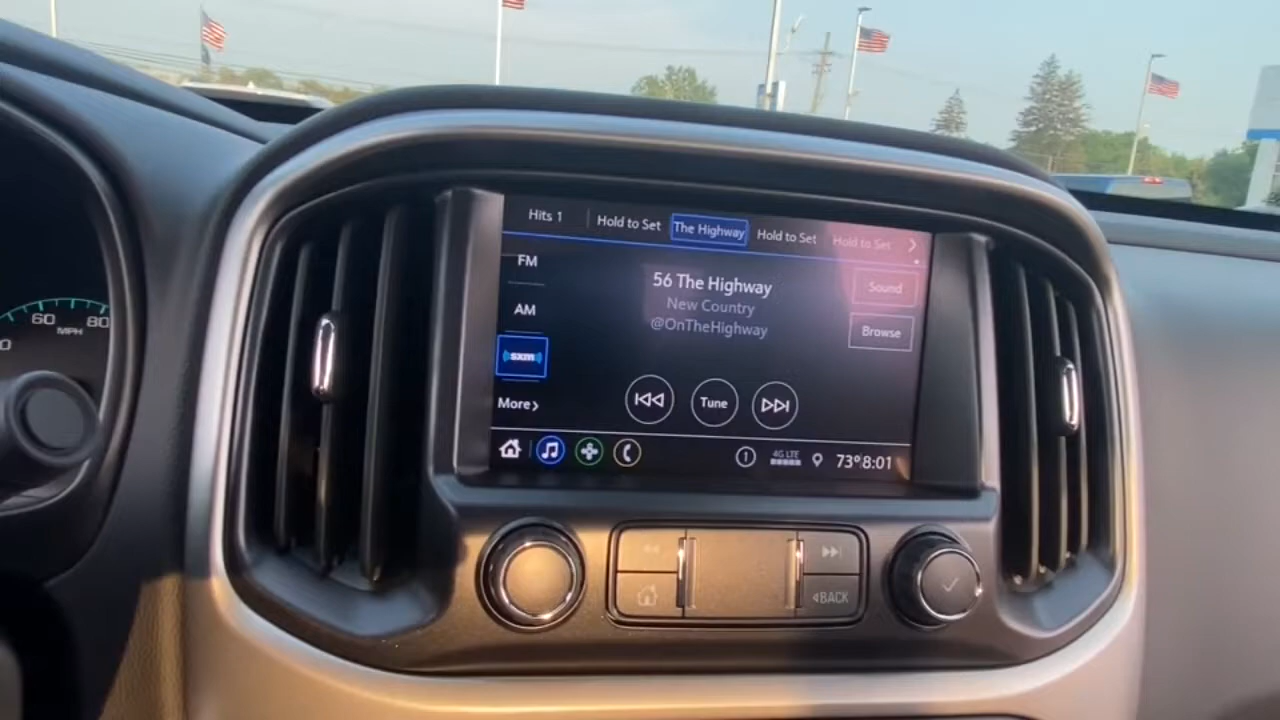 Hits 1
Hold to Set
The Highway
Hold to Set
Hold to Set
FM
AM
sxm
More
56 The Highway
New Country
@OnTheHighway
Sound
Browse
Tune
4G LTE
73° 8:01
60
80
MPH
BACK